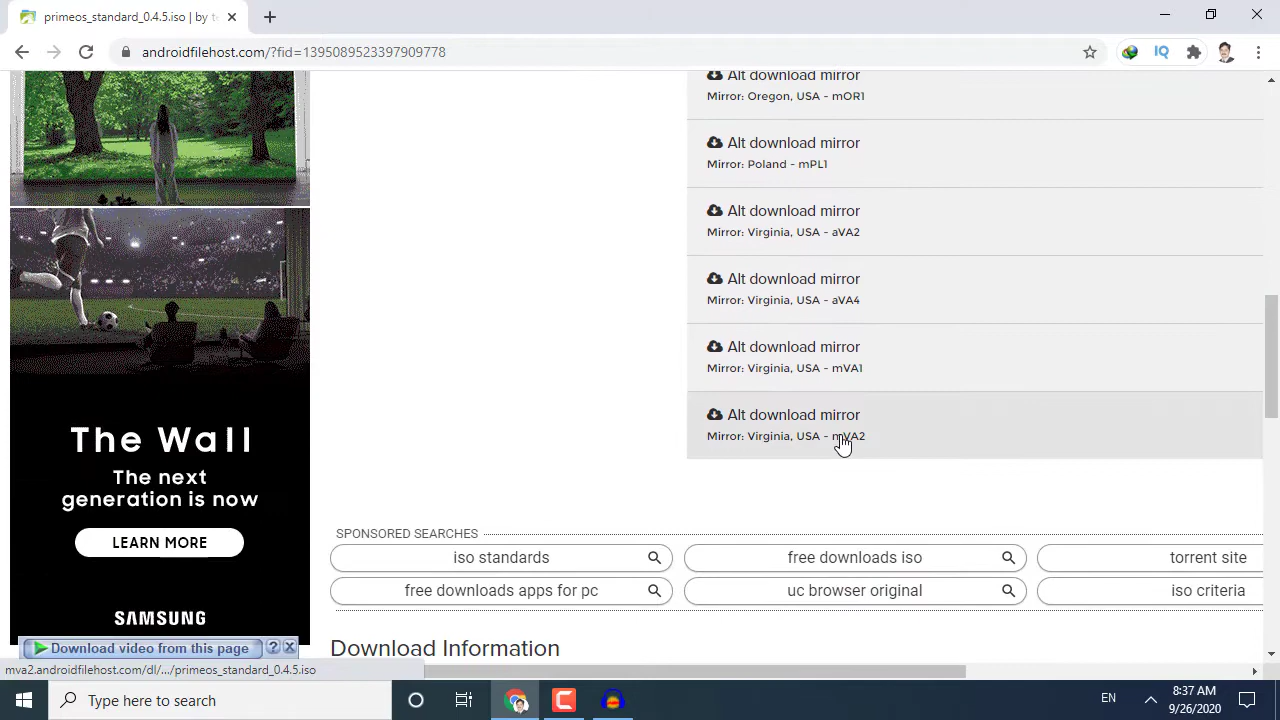 primeos_standard_0.4.5.iso | by te
androidfilehost.com/?fid=1395089523397909778
IQ
Alt download mirror
Mirror: Oregon, USA - mOR1
Alt download mirror
Mirror: Poland - mPL1
Alt download mirror
Mirror: Virginia, USA - aVA2
Alt download mirror
Mirror: Virginia, USA - aVA4
Alt download mirror
Mirror: Virginia, USA - mVA1
Alt download mirror
Mirror: Virginia, USA - mVA2
The Wall
The next
generation is now
LEARN MORE
SAMSUNG
Download video from this page
?
SPONSORED SEARCHES
iso standards
free downloads iso
torrent site
free downloads apps for pc
uc browser original
iso criteria
Download Information
mva2.androidfilehost.com/dl/.../primeos_standard_0.4.5.iso
Type here to search
EN
8:37 AM
9/26/2020